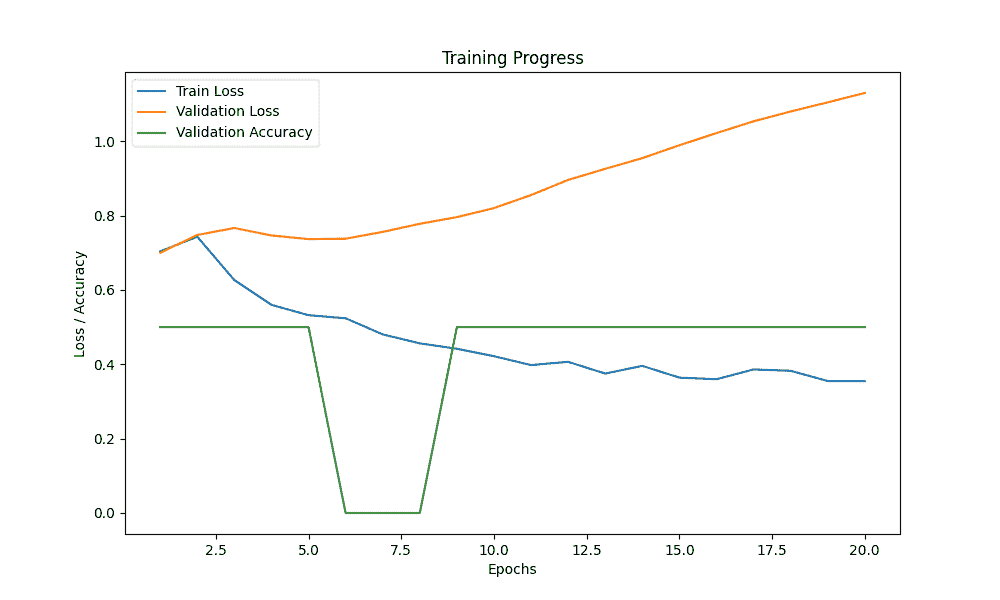 Training Progress
Train Loss
Validation Loss
Validation Accuracy
Loss / Accuracy
1.0
0.8
0.6
0.4
0.2
0.0
2.5 5.0 7.5 10.0 12.5 15.0 17.5 20.0
Epochs